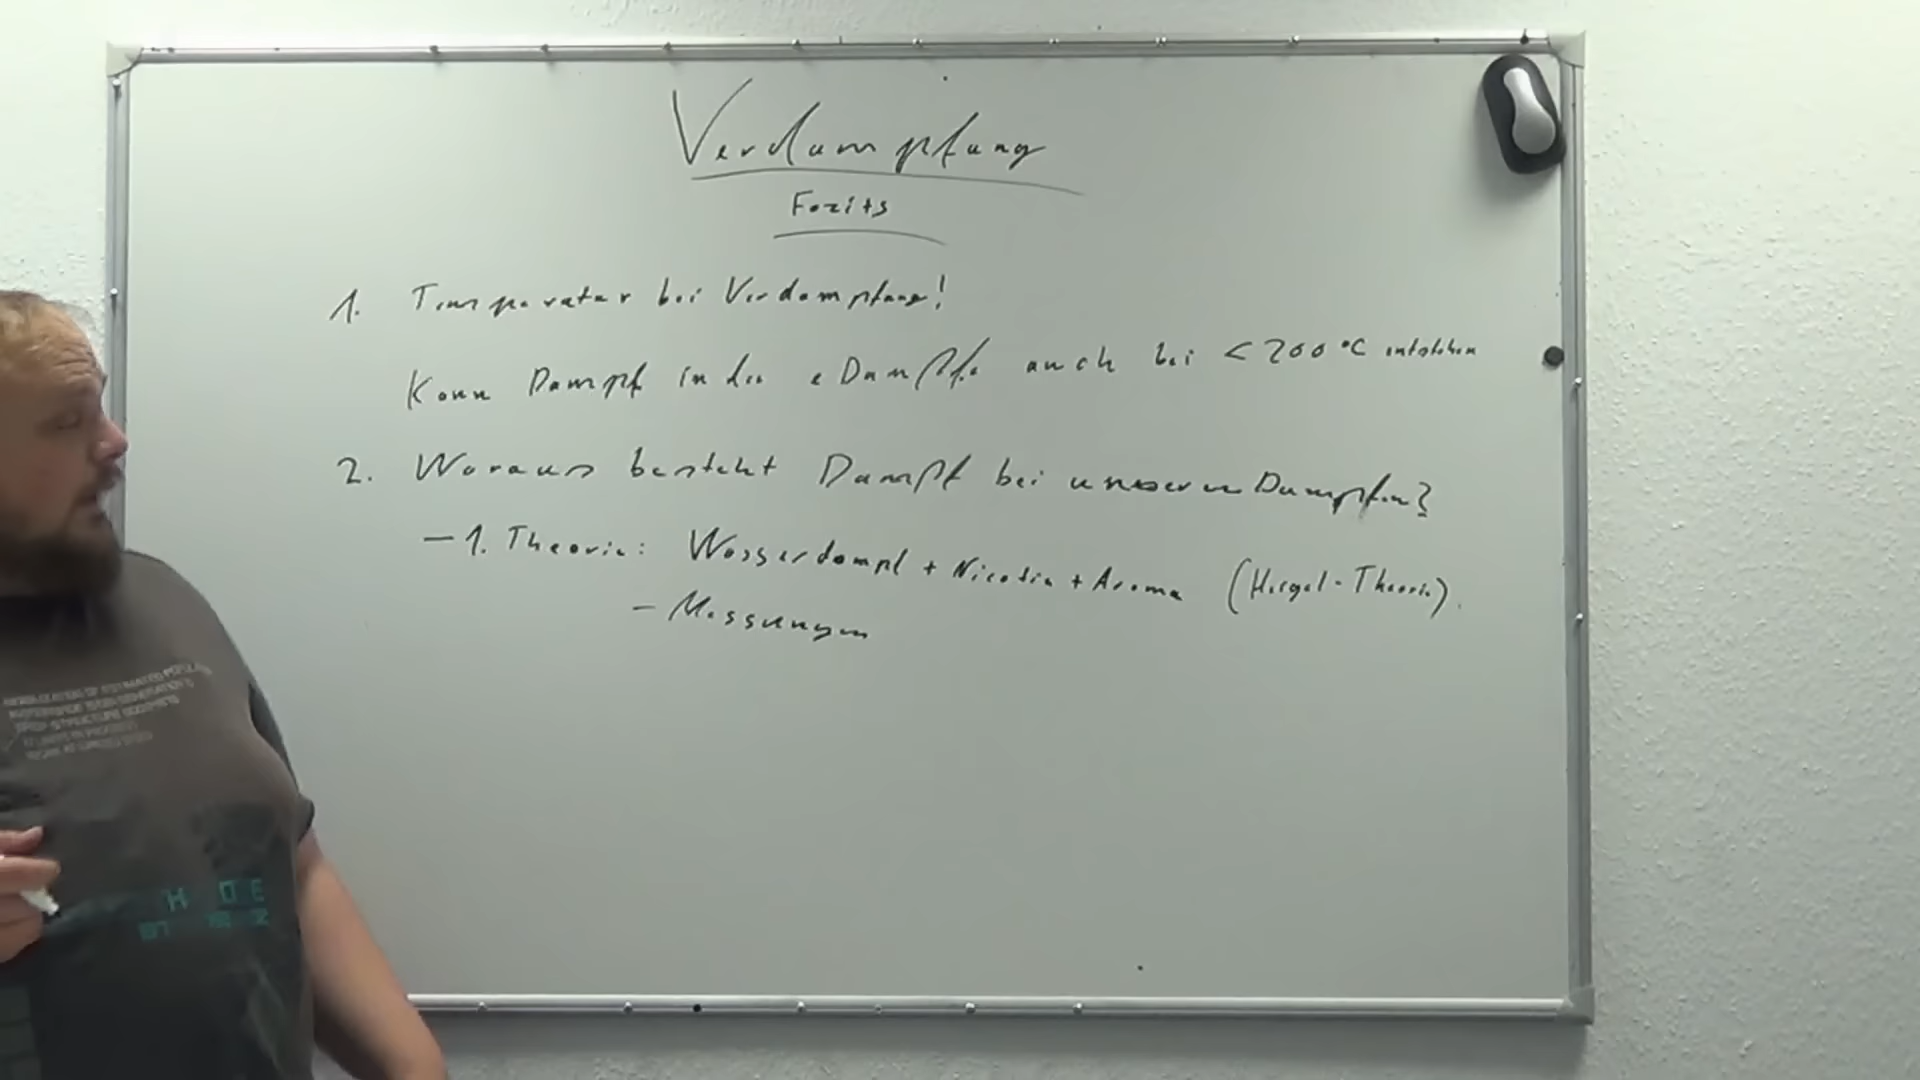 Verdampfung
Fazits
1. Temperatur bei Verdampfung!
Kann Dampf in der eDampfe auch bei < 200 °C entstehen
2. Woraus besteht Dampf bei unseren Dampfen?
- 1. Theorie: Wasserdampf + Nicotin + Aroma (Hergel-Theorie).
- Messungen